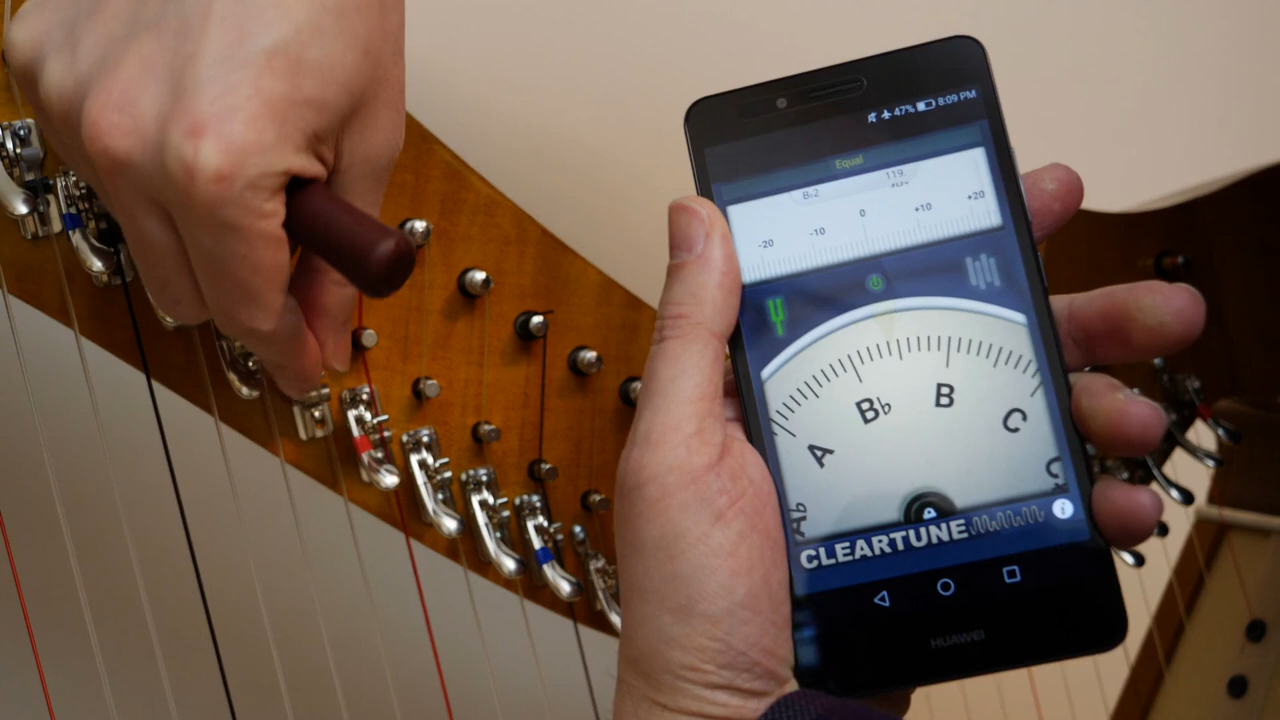 47% 8:09 PM
Equal
B♭2 119.
-20 -10 0 +10 +20
A♭ A B♭ B C
i
CLEARTUNE
HUAWEI